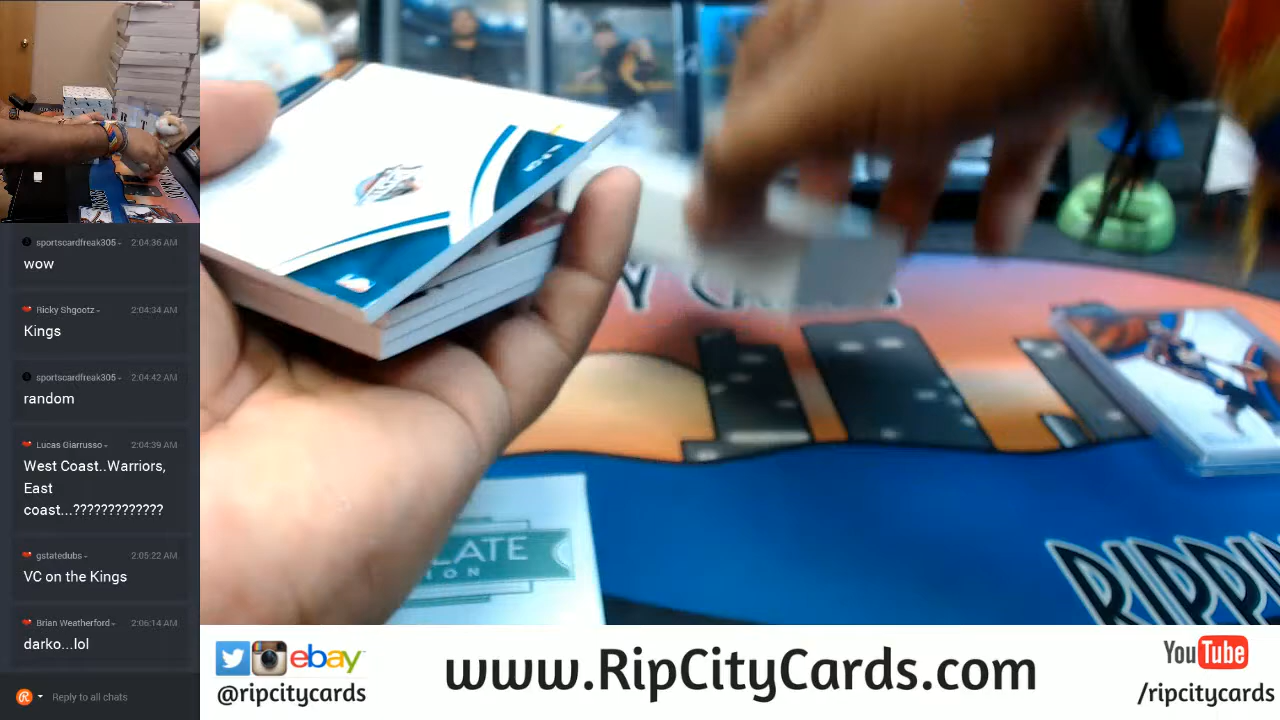 sportscardfreak305 2:04:36 AM
wow
Ricky Shgootz 2:04:34 AM
Kings
sportscardfreak305 2:04:42 AM
random
Lucas Giarrusso 2:04:39 AM
West Coast..Warriors,
East
coast...?????????????
gstatedubs 2:05:22 AM
VC on the Kings
Brian Weatherford 2:06:14 AM
darko...lol
Reply to all chats
RIPPI
ebay
@ripcitycards
www.RipCityCards.com
YouTube
/ripcitycards